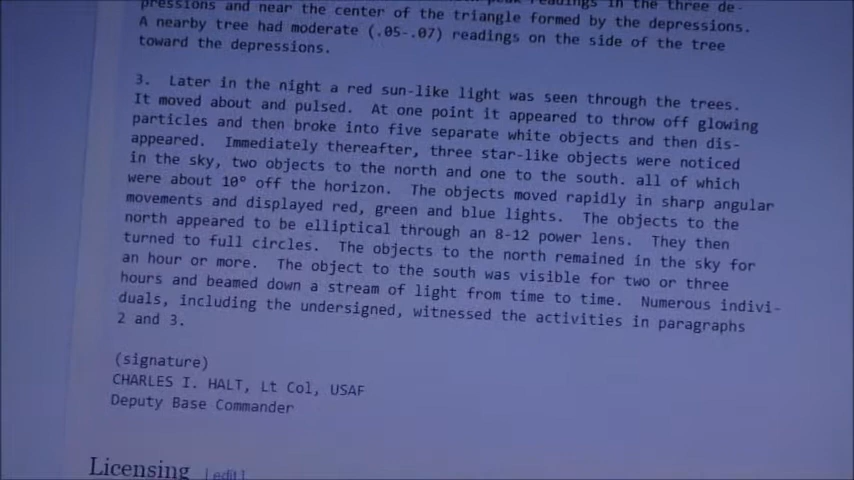 pressions and near the center of the triangle formed by the depressions.
A nearby tree had moderate (.05-.07) readings on the side of the tree
toward the depressions.
3. Later in the night a red sun-like light was seen through the trees.
It moved about and pulsed. At one point it appeared to throw off glowing
particles and then broke into five separate white objects and then dis-
appeared. Immediately thereafter, three star-like objects were noticed
in the sky, two objects to the north and one to the south. all of which
were about 10° off the horizon. The objects moved rapidly in sharp angular
movements and displayed red, green and blue lights. The objects to the
north appeared to be elliptical through an 8-12 power lens. They then
turned to full circles. The objects to the north remained in the sky for
an hour or more. The object to the south was visible for two or three
hours and beamed down a stream of light from time to time. Numerous indivi-
duals, including the undersigned, witnessed the activities in paragraphs
2 and 3.
(signature)
CHARLES I. HALT, Lt Col, USAF
Deputy Base Commander
Licensing [edit]